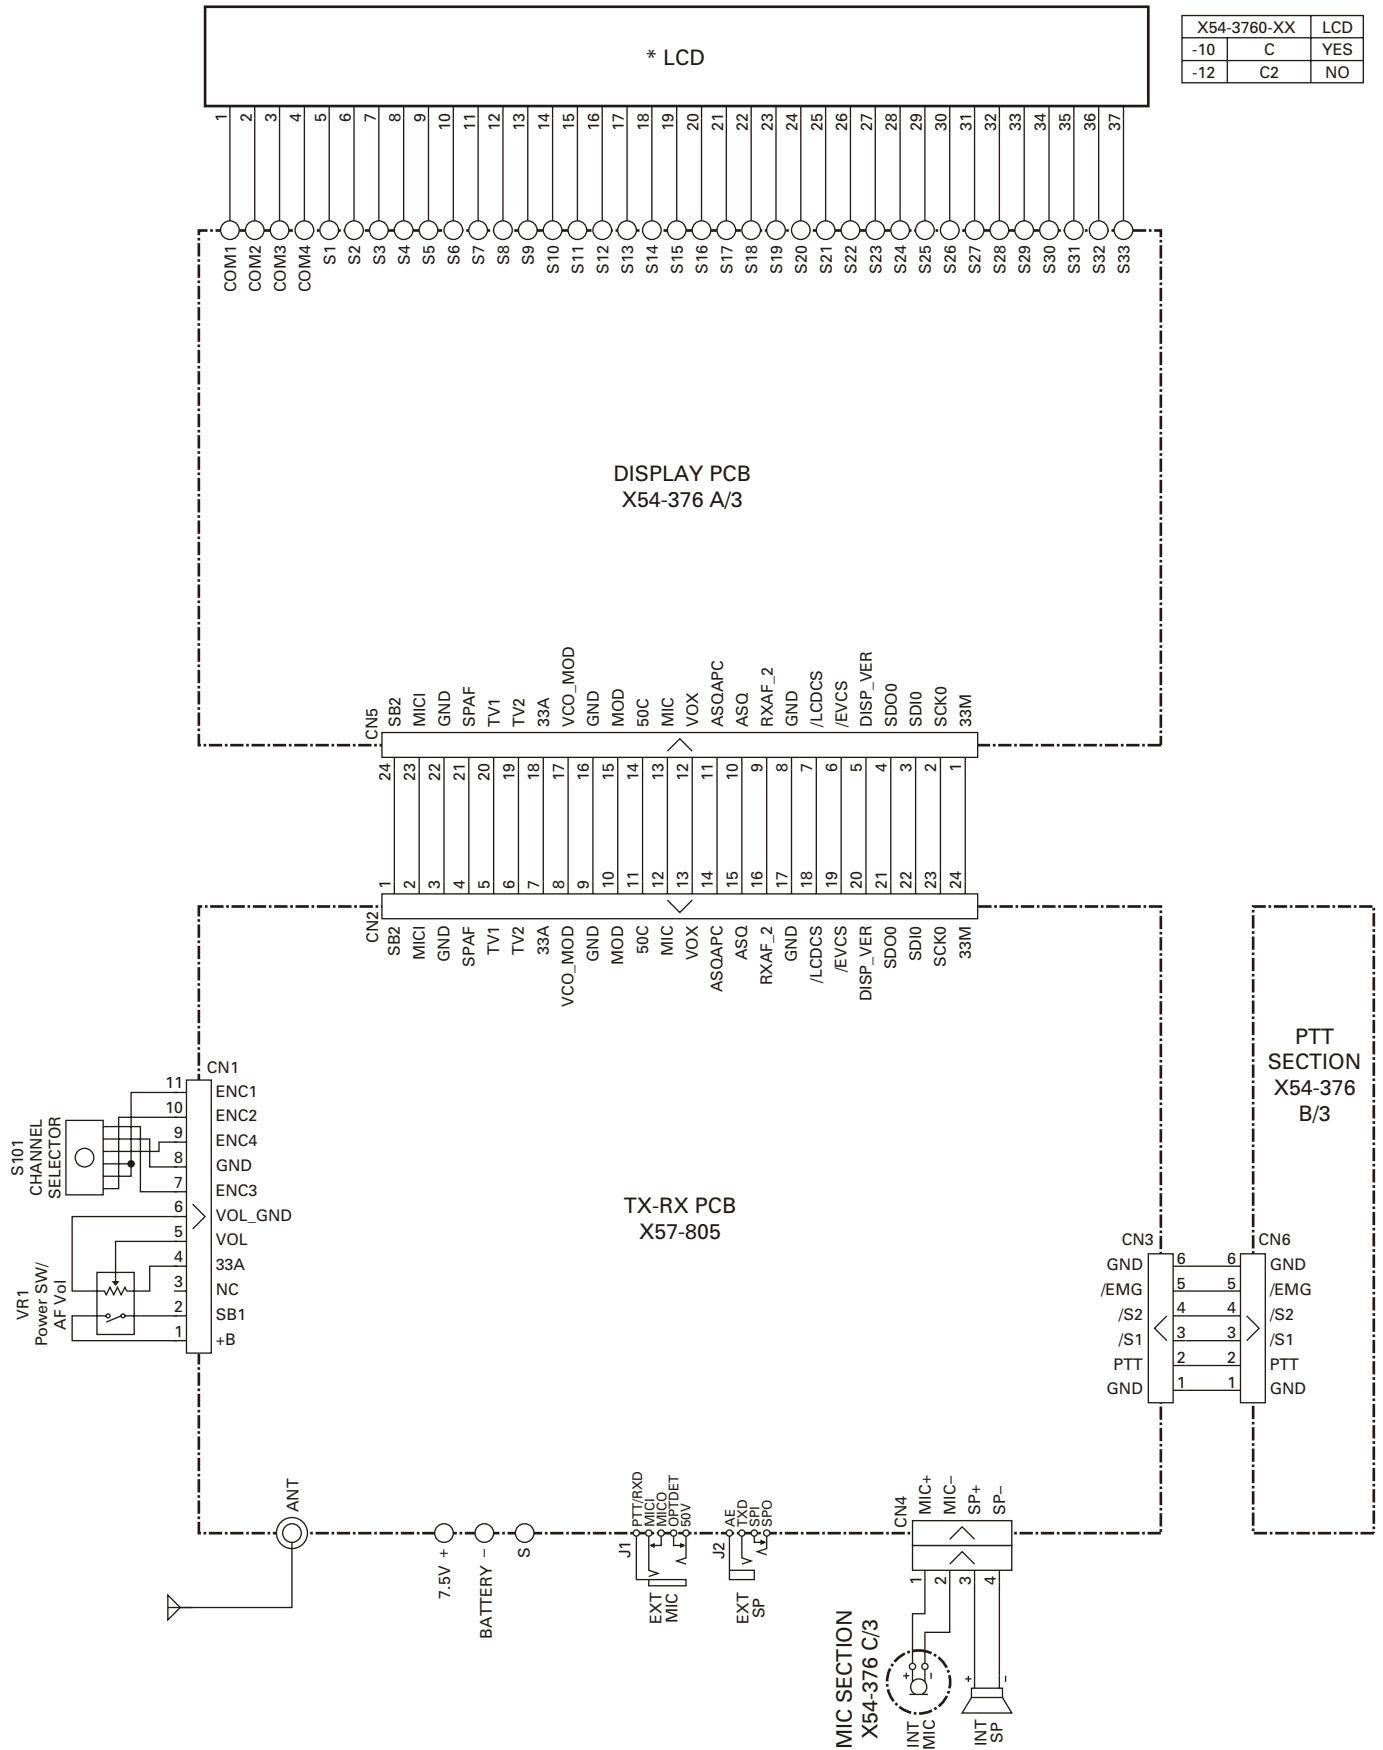 * LCD
X54-3760-XX LCD
-10 C YES
-12 C2 NO
1 2 3 4 5 6 7 8 9 10 11 12 13 14 15 16 17 18 19 20 21 22 23 24 25 26 27 28 29 30 31 32 33 34 35 36 37
COM1 COM2 COM3 COM4 S1 S2 S3 S4 S5 S6 S7 S8 S9 S10 S11 S12 S13 S14 S15 S16 S17 S18 S19 S20 S21 S22 S23 S24 S25 S26 S27 S28 S29 S30 S31 S32 S33
DISPLAY PCB
X54-376 A/3
CN5
SB2 MICI GND SPAF TV1 TV2 33A VCO_MOD GND MOD 50C MIC VOX ASQAPC ASQ RXAF_2 GND /LCDCS /EVCS DISP_VER SDO0 SDI0 SCK0 33M
24 23 22 21 20 19 18 17 16 15 14 13 12 11 10 9 8 7 6 5 4 3 2 1
1 2 3 4 5 6 7 8 9 10 11 12 13 14 15 16 17 18 19 20 21 22 23 24
CN2
SB2 MICI GND SPAF TV1 TV2 33A VCO_MOD GND MOD 50C MIC VOX ASQAPC ASQ RXAF_2 GND /LCDCS /EVCS DISP_VER SDO0 SDI0 SCK0 33M
PTT
SECTION
X54-376
B/3
CN1
11 ENC1
10 ENC2
9 ENC4
8 GND
7 ENC3
6 VOL_GND
5 VOL
4 33A
3 NC
2 SB1
1 +B
S101
CHANNEL
SELECTOR
VR1
Power SW/
AF Vol
TX-RX PCB
X57-805
CN3 CN6
GND 6 6 GND
/EMG 5 5 /EMG
/S2 4 4 /S2
/S1 3 3 /S1
PTT 2 2 PTT
GND 1 1 GND
ANT
7.5V +
BATTERY –
S
PTT/RXD
MICI
MICO
OPTDET
50V
J1
EXT
MIC
AE
TXD
SPI
SPO
J2
EXT
SP
CN4
MIC+
MIC–
SP+
SP–
1 2 3 4
MIC SECTION
X54-376 C/3
+ –
INT
MIC
+ –
INT
SP